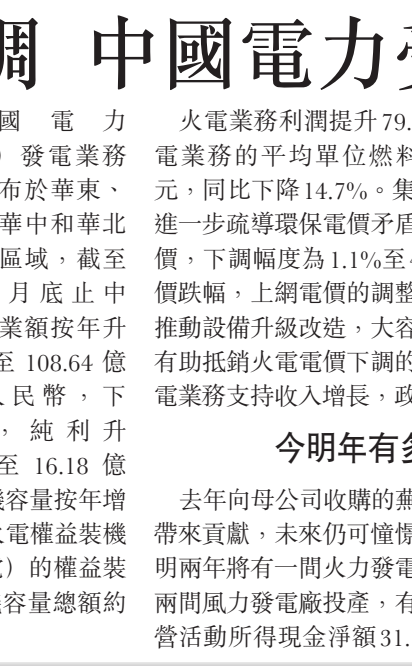 調 中國電力
國電力
）發電業務
布於華東、
華中和華北
區域，截至
月底止中
業額按年升
至 108.64 億
人民幣，下
，純利升
至 16.18 億
機容量按年增
火電權益裝機
）的權益裝
容量總額約
火電業務利潤提升79.
電業務的平均單位燃料
元，同比下降14.7%。集
進一步疏導環保電價矛盾
價，下調幅度為1.1%至
價跌幅，上網電價的調整
推動設備升級改造，大容
有助抵銷火電電價下調的
電業務支持收入增長，政
今明年有多
去年向母公司收購的蕪
帶來貢獻，未來仍可憧憬
明兩年將有一間火力發電
兩間風力發電廠投產，有
營活動所得現金淨額31.